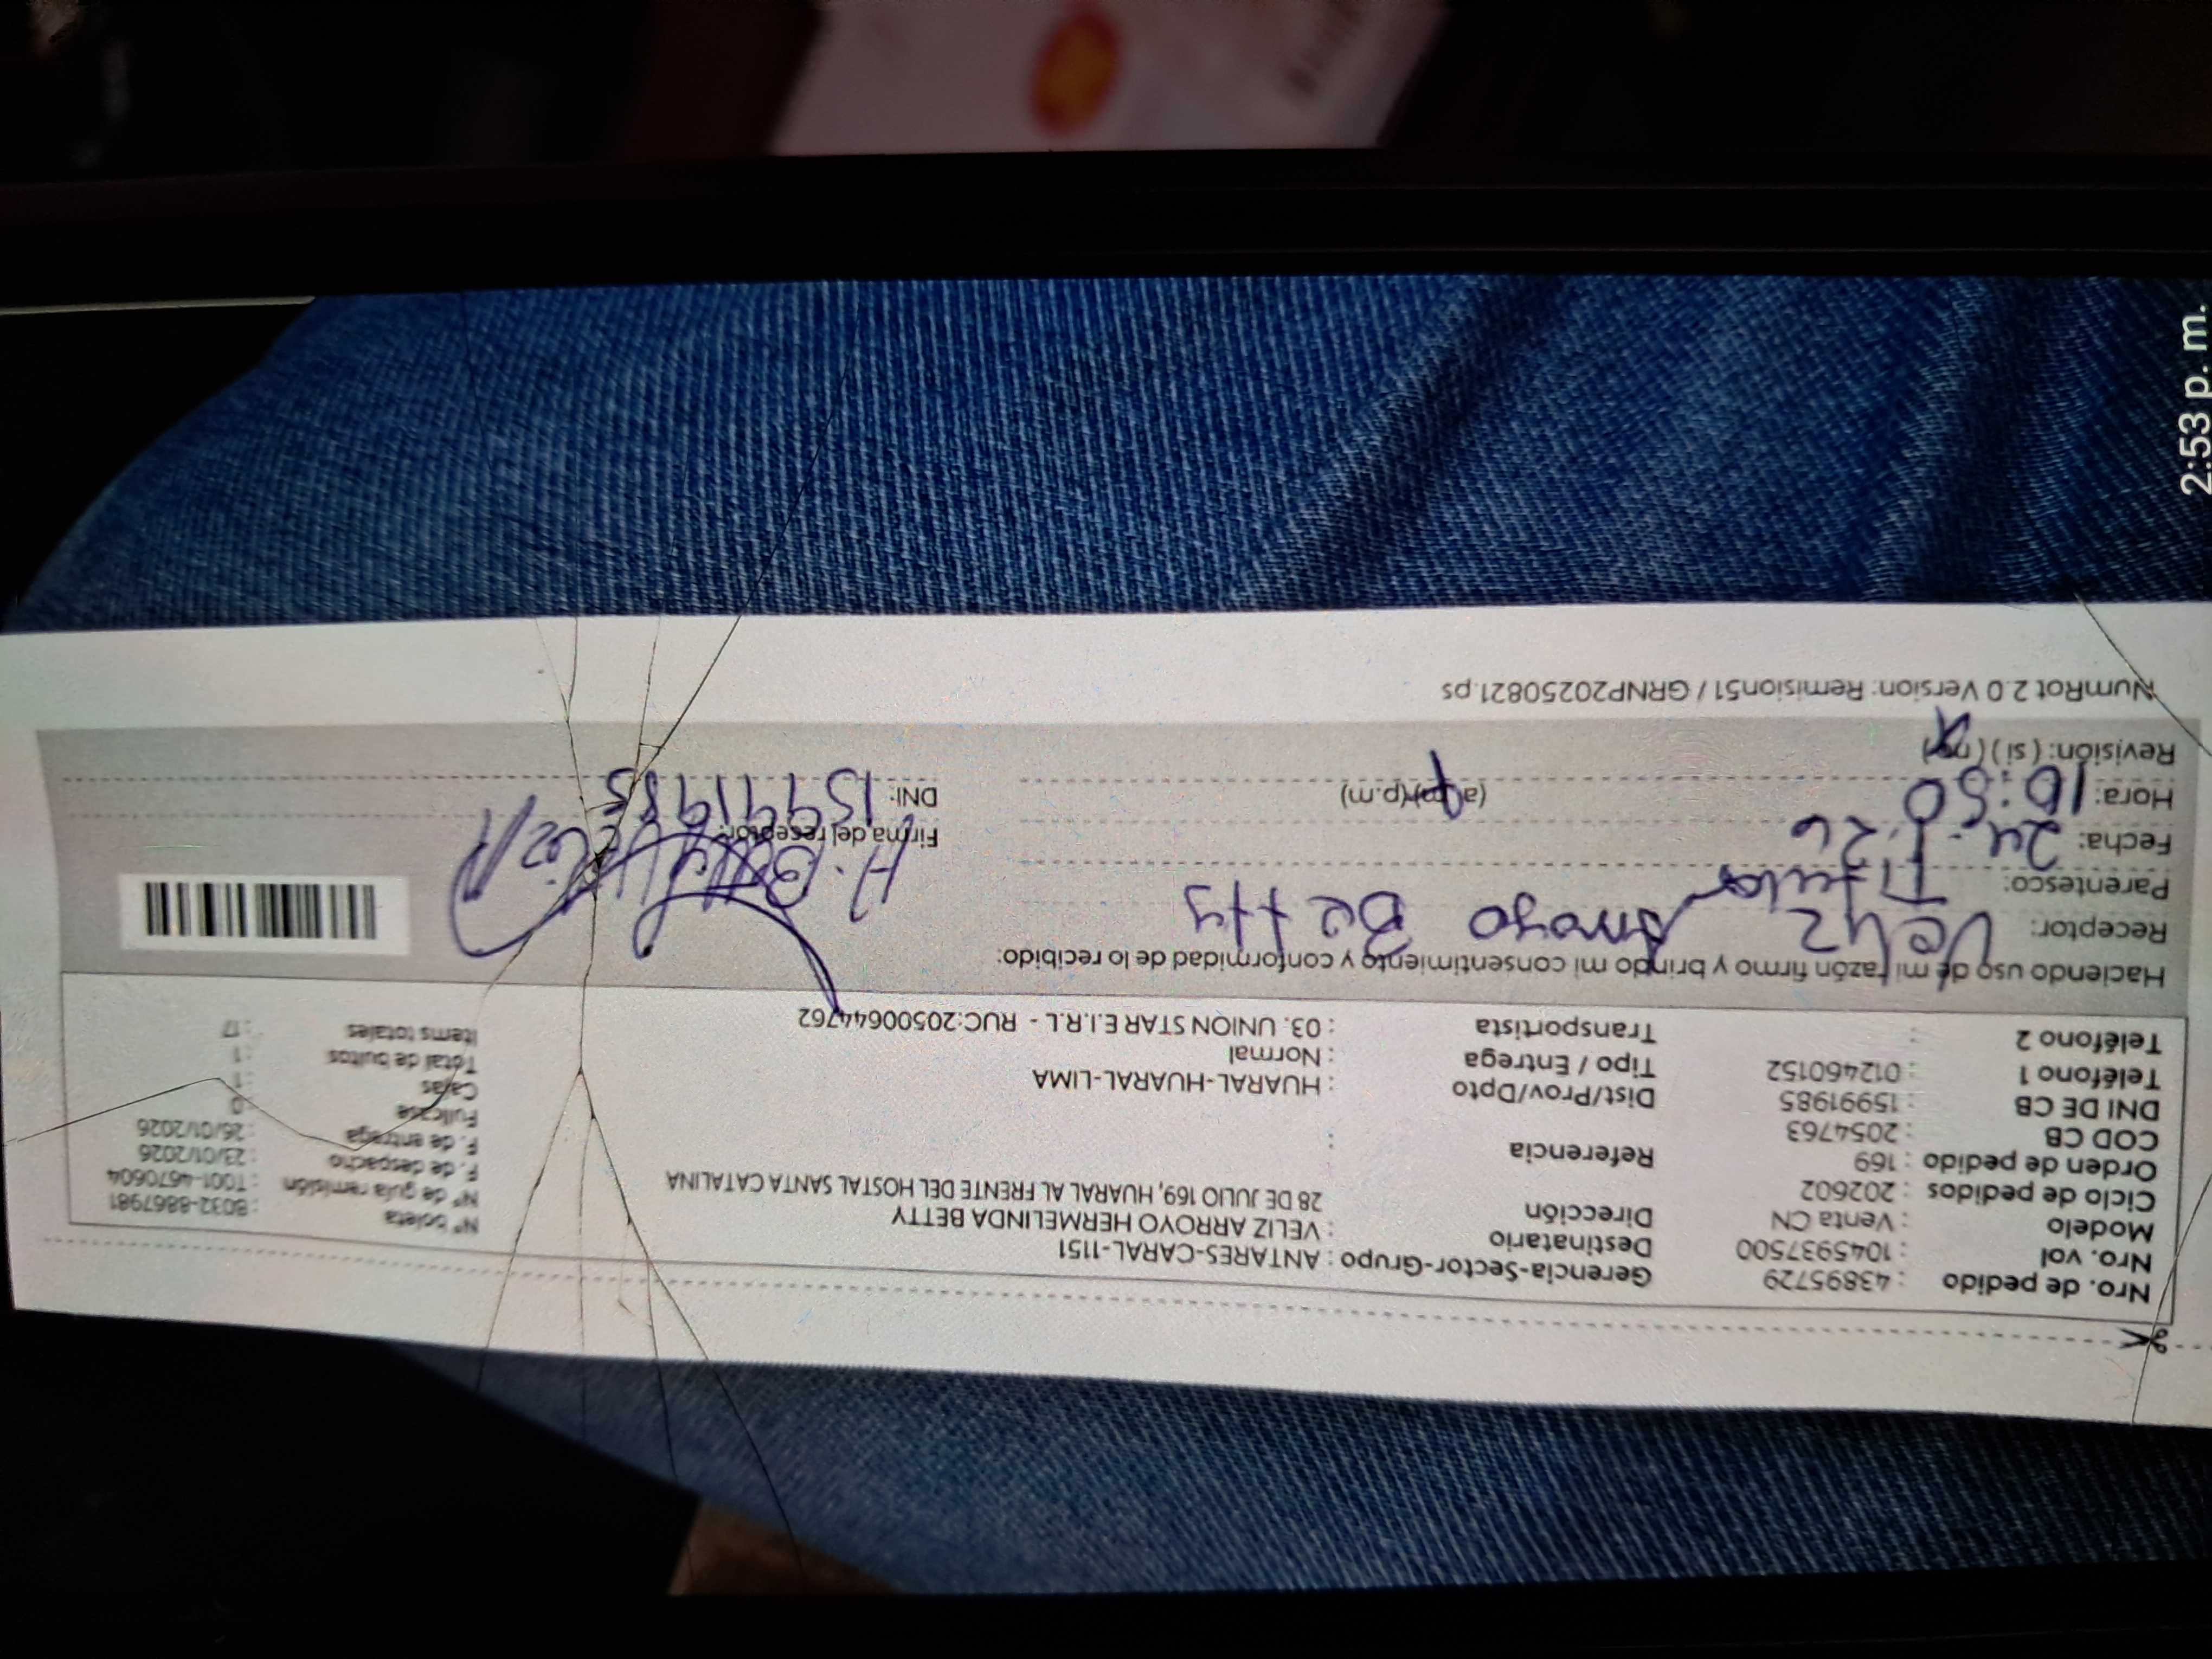 Nro. de pedido : 43895729
Nro. vol : 1045937500
Modelo : Venta CN
Ciclo de pedidos : 202602
Orden de pedido : 169
COD CB : 2054763
DNI DE CB : 15991985
Teléfono 1 : 012460152
Teléfono 2 :
Gerencia-Sector-Grupo : ANTARES-CARAL-1151
Destinatario : VELIZ ARROYO HERMELINDA BETTY
Dirección 28 DE JULIO 169, HUARAL AL FRENTE DEL HOSTAL SANTA CATALINA
Referencia :
Dist/Prov/Dpto : HUARAL-HUARAL-LIMA
Tipo / Entrega : Normal
Transportista : 03. UNION STAR E.I.R.L - RUC:20500644762
N° boleta : B032-8867981
N° de guía remisión : T001-4670604
F. de despacho : 23/01/2026
F. de entrega : 26/01/2026
Fullcase : 0
Cajas : 1
Total de bultos : 1
Items totales : 17
Haciendo uso de mi razón firmo y brindo mi consentimiento y conformidad de lo recibido:
Receptor: Veliz Arroyo Betty
Parentesco: Titular
Fecha: 24-1-26
Hora: 10:50 (a.m)(p.m)
Revisión: (si) (no)
Firma del receptor: H. Betty Veliz A
DNI: 15991985
NumRot 2.0 Version: Remision51 / GRNP20250821.ps
2:53 p. m.